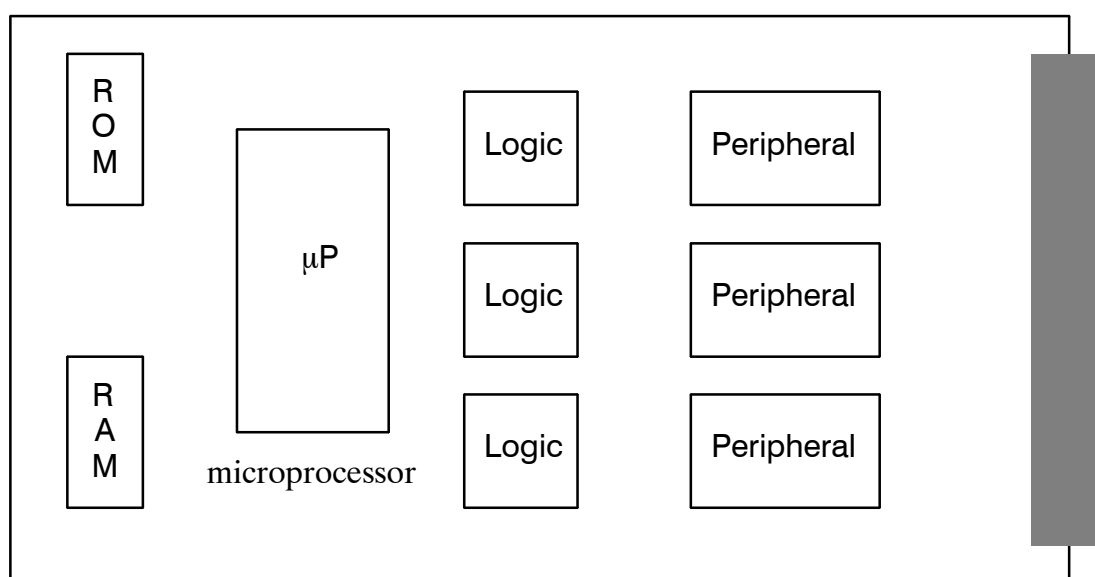 R
O
M
Logic
Peripheral
μP
Logic
Peripheral
R
A
M
Logic
Peripheral
microprocessor